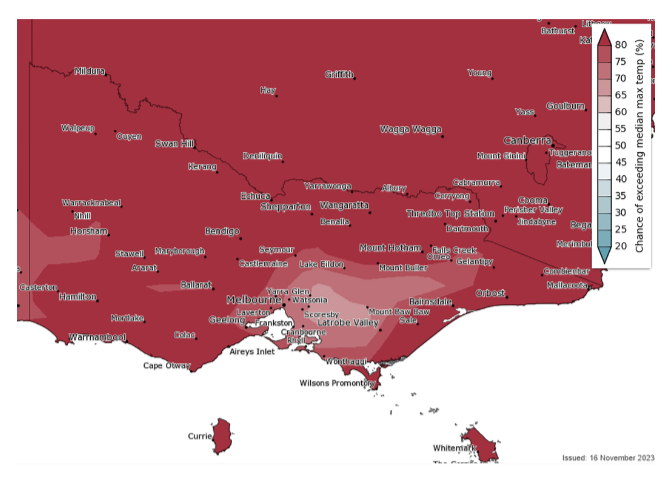 Bathurst
80
Mildura
Griffith
Young
75
Hay
70
Goulburn
65
Yass
60
Walpeup
Ouyen
Wagga Wagga
55
Swan Hill
Canberra
50
Deniliquin
Mount Ginini
Tuggerano
45
Kerang
Yarrawonga
Albury
Cabramurra
40
Echuca
Corryong
35
Warracknabeal
Shepparton
Wangaratta
Cooma
Perisher Valley
30
Nhill
Thredbo Top Station
Jindabyne
Benalla
Dartmouth
Bega
25
Horsham
Bendigo
20
Chance of exceeding median max temp (%)
Maryborough
Seymour
Mount Hotham
Falls Creek
Merimbul
Stawell
Omeo
Gelantipy
Ararat
Castlemaine
Lake Eildon
Mount Buller
Combienbar
Casterton
Ballarat
Mallacoota
Hamilton
Yarra Glen
Orbost
Melbourne
Watsonia
Bairnsdale
Laverton
Scoresby
Mount Baw Baw
Mortlake
Geelong
Frankston
Latrobe Valley
Sale
Warrnambool
Colac
Cranbourne
Rhyll
Aireys Inlet
Wonthaggi
Cape Otway
Wilsons Promontory
Currie
Whitemark
Issued: 16 November 2023